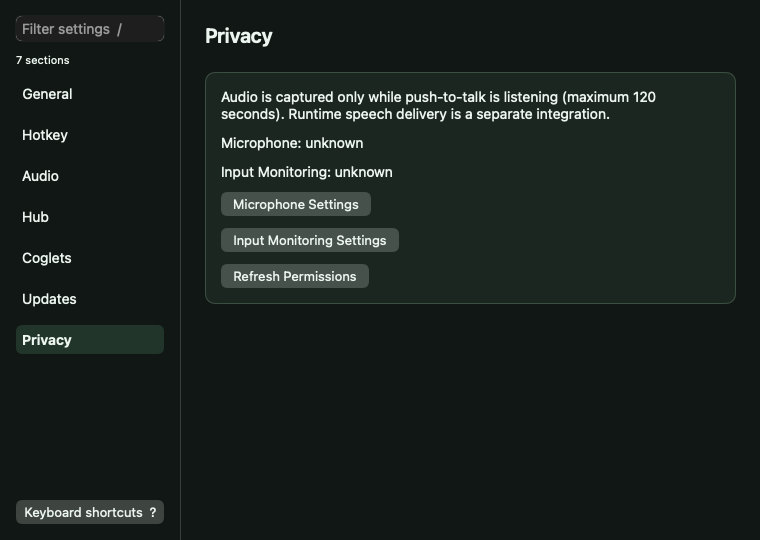 Filter settings /
7 sections
General
Hotkey
Audio
Hub
Coglets
Updates
Privacy
Keyboard shortcuts ?
Privacy
Audio is captured only while push-to-talk is listening (maximum 120
seconds). Runtime speech delivery is a separate integration.
Microphone: unknown
Input Monitoring: unknown
Microphone Settings
Input Monitoring Settings
Refresh Permissions